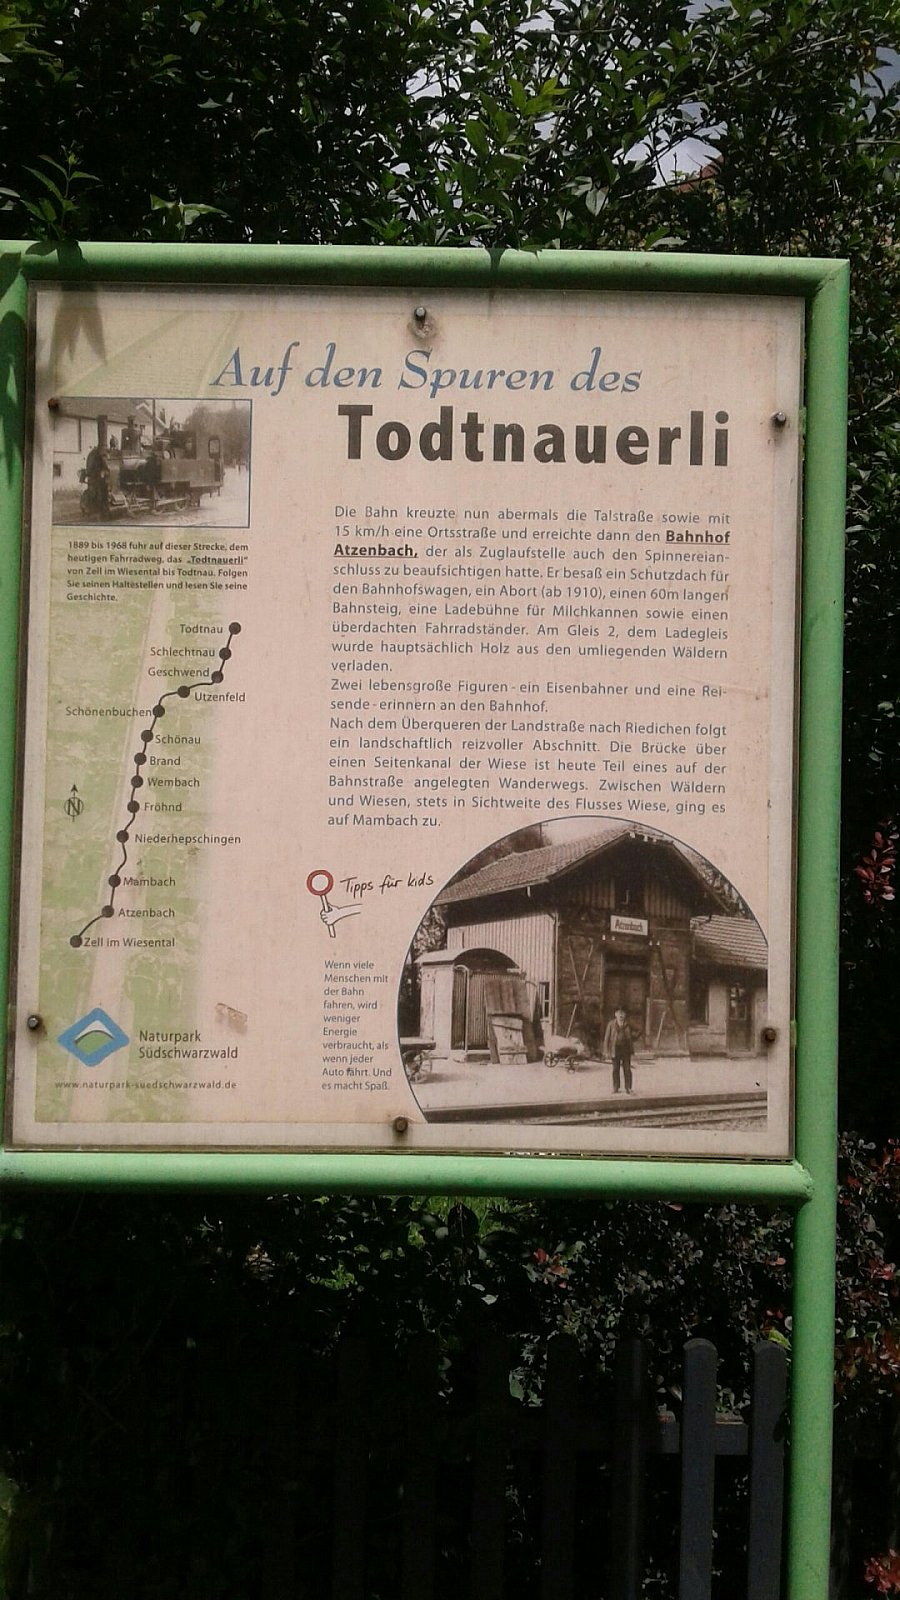 Auf den Spuren des
Todtnauerli
1889 bis 1968 fuhr auf dieser Strecke, dem
heutigen Fahrradweg, das „Todtnauerli“
von Zell im Wiesental bis Todtnau. Folgen
Sie seinen Haltestellen und lesen Sie seine
Geschichte.
Todtnau
Schlechtnau
Geschwend
Utzenfeld
Schönenbuchen
Schönau
Brand
Wembach
Fröhnd
Niederhepschingen
Mambach
Atzenbach
Zell im Wiesental
N
Naturpark
Südschwarzwald
www.naturpark-suedschwarzwald.de
Die Bahn kreuzte nun abermals die Talstraße sowie mit
15 km/h eine Ortsstraße und erreichte dann den Bahnhof
Atzenbach, der als Zuglaufstelle auch den Spinnereian-
schluss zu beaufsichtigen hatte. Er besaß ein Schutzdach für
den Bahnhofswagen, ein Abort (ab 1910), einen 60m langen
Bahnsteig, eine Ladebühne für Milchkannen sowie einen
überdachten Fahrradständer. Am Gleis 2, dem Ladegleis
wurde hauptsächlich Holz aus den umliegenden Wäldern
verladen.
Zwei lebensgroße Figuren - ein Eisenbahner und eine Rei-
sende - erinnern an den Bahnhof.
Nach dem Überqueren der Landstraße nach Riedichen folgt
ein landschaftlich reizvoller Abschnitt. Die Brücke über
einen Seitenkanal der Wiese ist heute Teil eines auf der
Bahnstraße angelegten Wanderwegs. Zwischen Wäldern
und Wiesen, stets in Sichtweite des Flusses Wiese, ging es
auf Mambach zu.
Tipps für kids
Wenn viele
Menschen mit
der Bahn
fahren, wird
weniger
Energie
verbraucht, als
wenn jeder
Auto fährt. Und
es macht Spaß.
Atzenbach